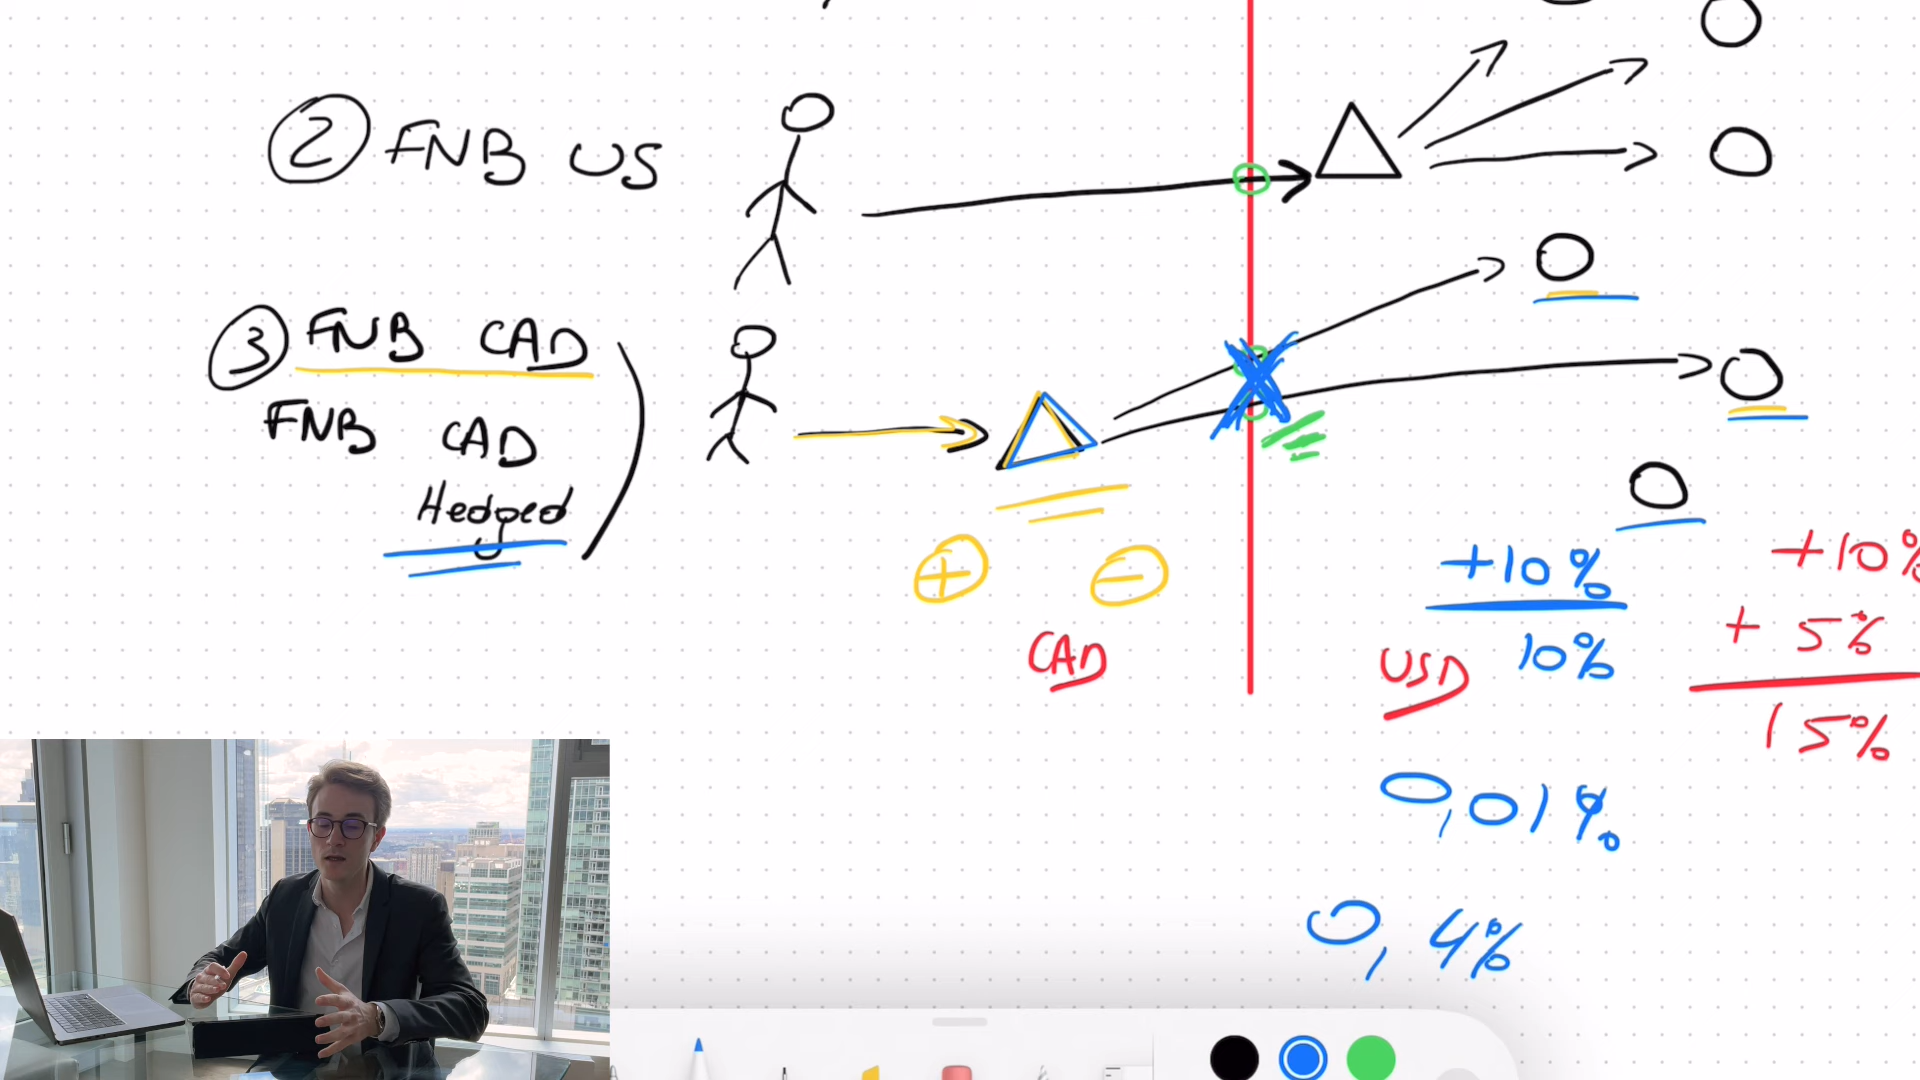 2 FNB US
3 FNB CAD
FNB CAD
Hedged
+ −
CAD
USD
+10%
10%
+10%
+ 5%
15%
0,01%
0,4%